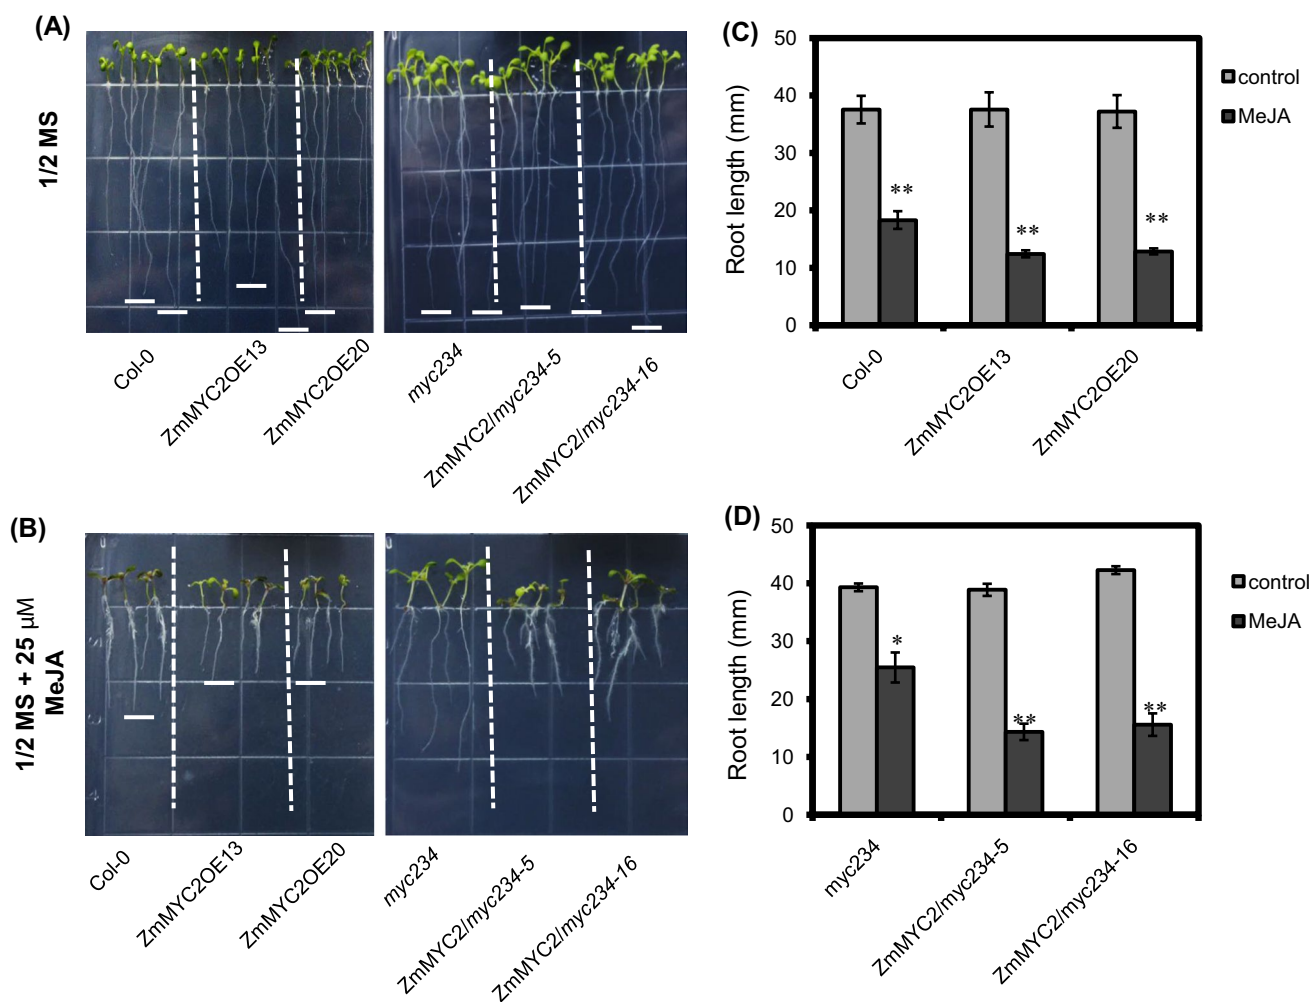 (A)
1/2 MS
Col-0
ZmMYC2OE13
ZmMYC2OE20
myc234
ZmMYC2/myc234-5
ZmMYC2/myc234-16
(C)
Root length (mm)
50
40
30
20
10
0
**
**
**
control
MeJA
Col-0
ZmMYC2OE13
ZmMYC2OE20
(B)
1/2 MS + 25 µM
MeJA
Col-0
ZmMYC2OE13
ZmMYC2OE20
myc234
ZmMYC2/myc234-5
ZmMYC2/myc234-16
(D)
Root length (mm)
50
40
30
20
10
0
*
**
**
control
MeJA
myc234
ZmMYC2/myc234-5
ZmMYC2/myc234-16